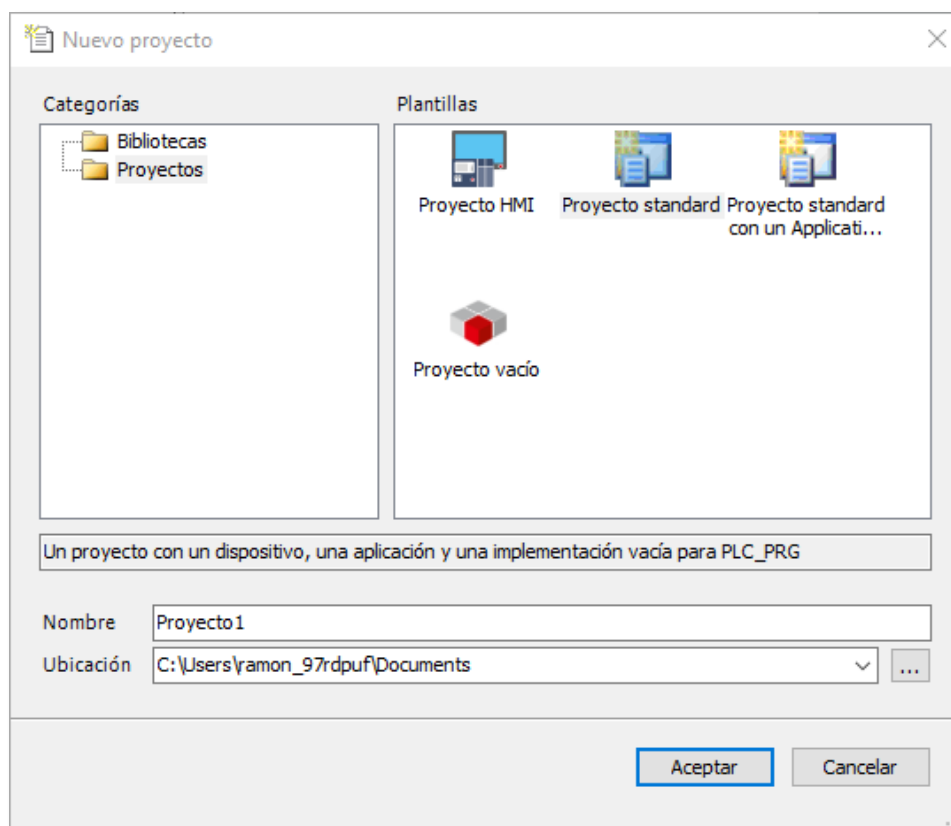 Nuevo proyecto
Categorías
Plantillas
Bibliotecas
Proyectos
Proyecto HMI
Proyecto standard
Proyecto standard
con un Applicati...
Proyecto vacío
Un proyecto con un dispositivo, una aplicación y una implementación vacía para PLC_PRG
Nombre
Proyecto1
Ubicación
C:\Users\ramon_97rdpuf\Documents
...
Aceptar
Cancelar